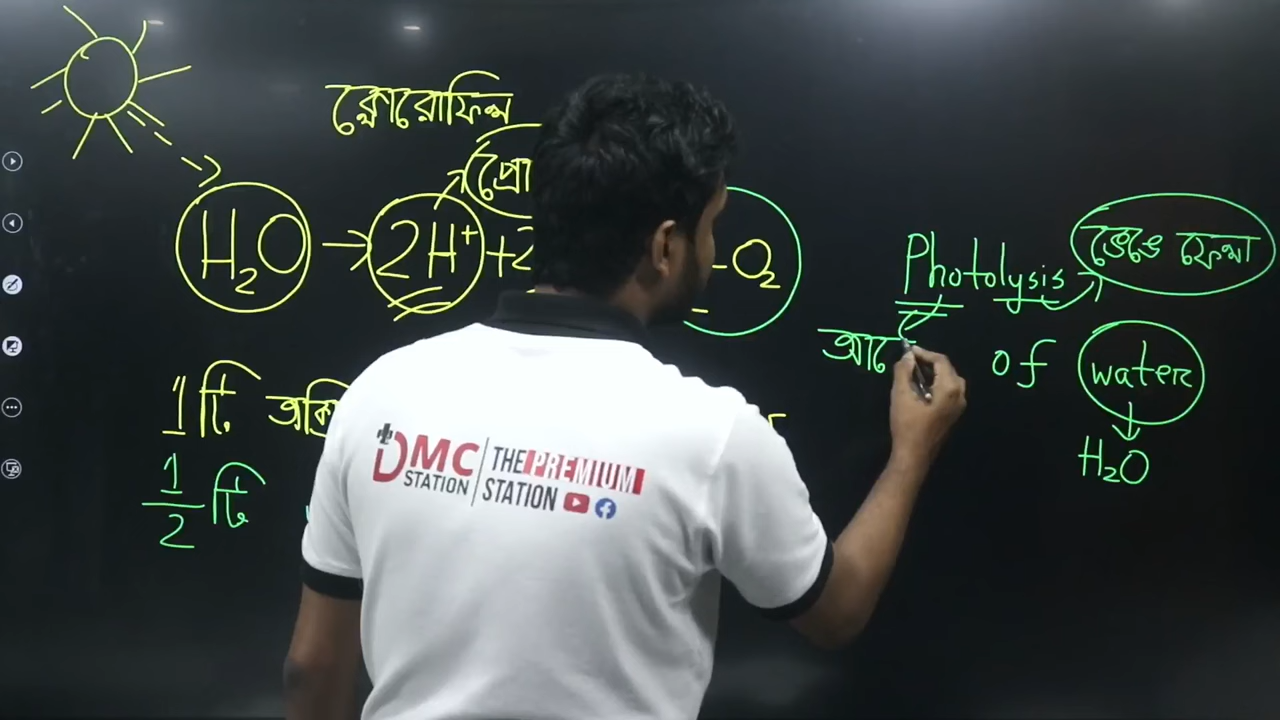 ক্লোরোফিল
প্রো
H₂O → 2H⁺ + 2
O₂
Photolysis → ভেঙে ফেলা
of water
H₂O
1টি
1/2 টি
DMC STATION
THE PREMIUM STATION